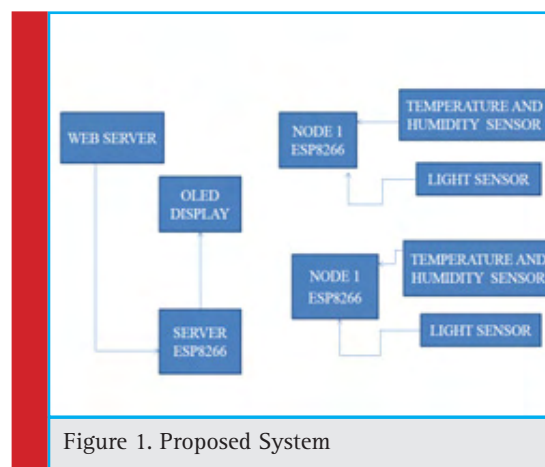 WEB SERVER
OLED
DISPLAY
SERVER
ESP8266
NODE 1
ESP8266
TEMPERATURE AND
HUMIDITY SENSOR
LIGHT SENSOR
NODE 1
ESP8266
TEMPERATURE AND
HUMIDITY SENSOR
LIGHT SENSOR
Figure 1. Proposed System